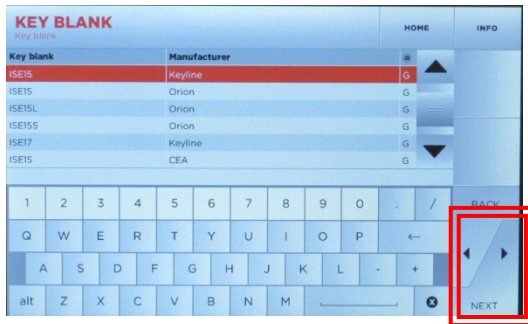 KEY BLANK
Key blank
HOME
INFO
Key blank Manufacturer @
ISE15 Keyline G
ISE15 Orion G
ISE15L Orion G
ISE15S Orion G
ISE17 Keyline G
ISE1S CEA G
1 2 3 4 5 6 7 8 9 0 . /
BACK
Q W E R T Y U I O P ←
A S D F G H J K L - +
alt Z X C V B N M
NEXT